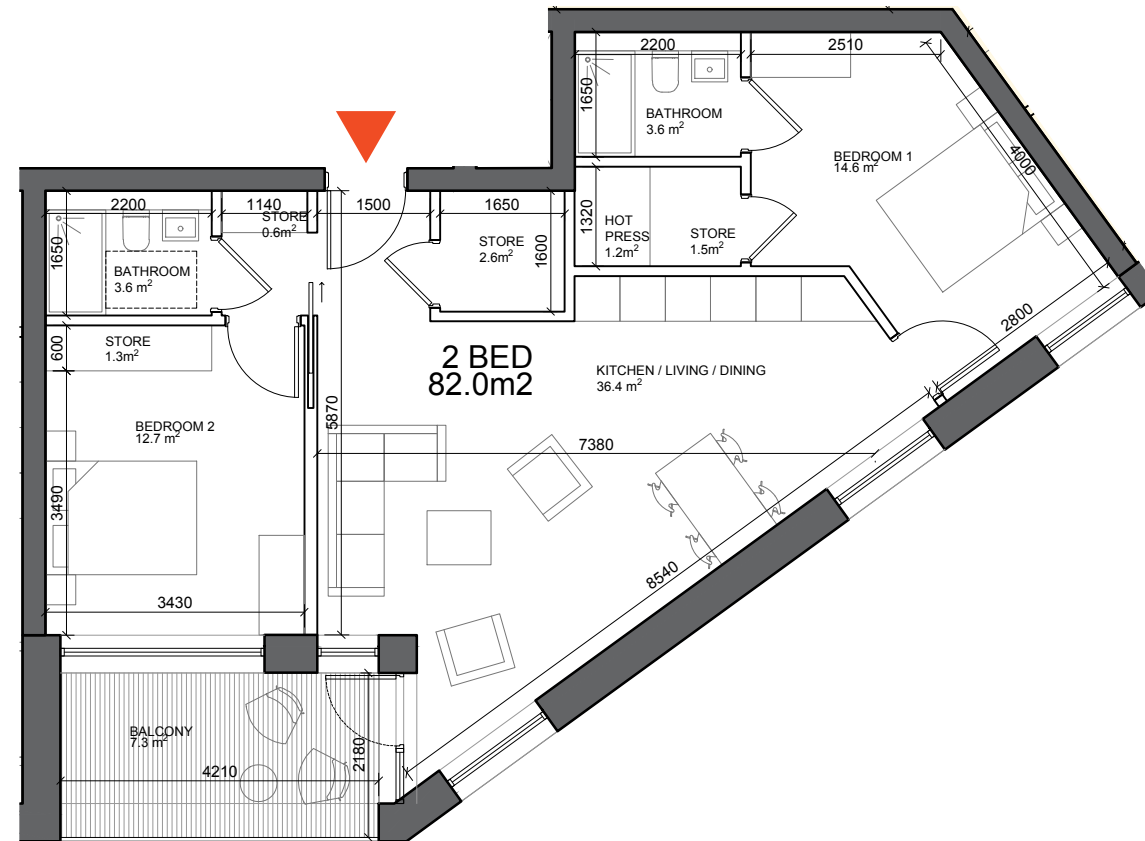 2200
2510
1650
BATHROOM
3.6 m²
BEDROOM 1
14.6 m²
4000
2200
1140
1500
1650
STORE
0.6m²
1650
BATHROOM
3.6 m²
STORE
2.6m²
1600
1320
HOT
PRESS
1.2m²
STORE
1.5m²
2800
600
STORE
1.3m²
2 BED
82.0m2
KITCHEN / LIVING / DINING
36.4 m²
5870
BEDROOM 2
12.7 m²
7380
3490
8540
3430
BALCONY
7.3 m²
2180
4210